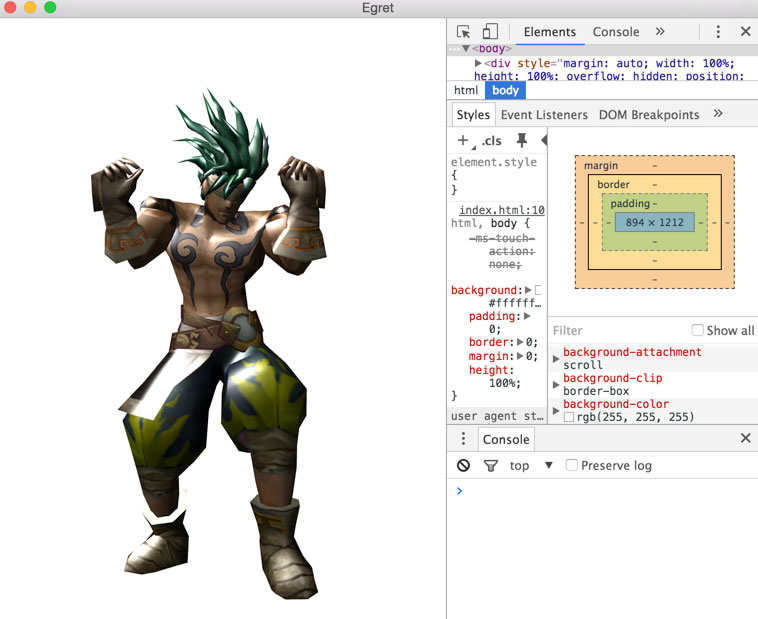 Egret
Elements Console »
<body>
<div style="margin: auto; width: 100%;
height: 100%; overflow: hidden; position:
html body
Styles Event Listeners DOM Breakpoints »
+ .cls
element.style
{
}
index.html:10
html, body {
-ms-touch-
action:
none;
background:
#ffffff…
padding:
0;
border: 0;
margin: 0;
height:
100%;
}
user agent st…
margin –
border –
padding –
– – – 894 × 1212 – – –
–
–
–
Filter Show all
background-attachment
scroll
background-clip
border-box
background-color
rgb(255, 255, 255)
Console
top Preserve log
>